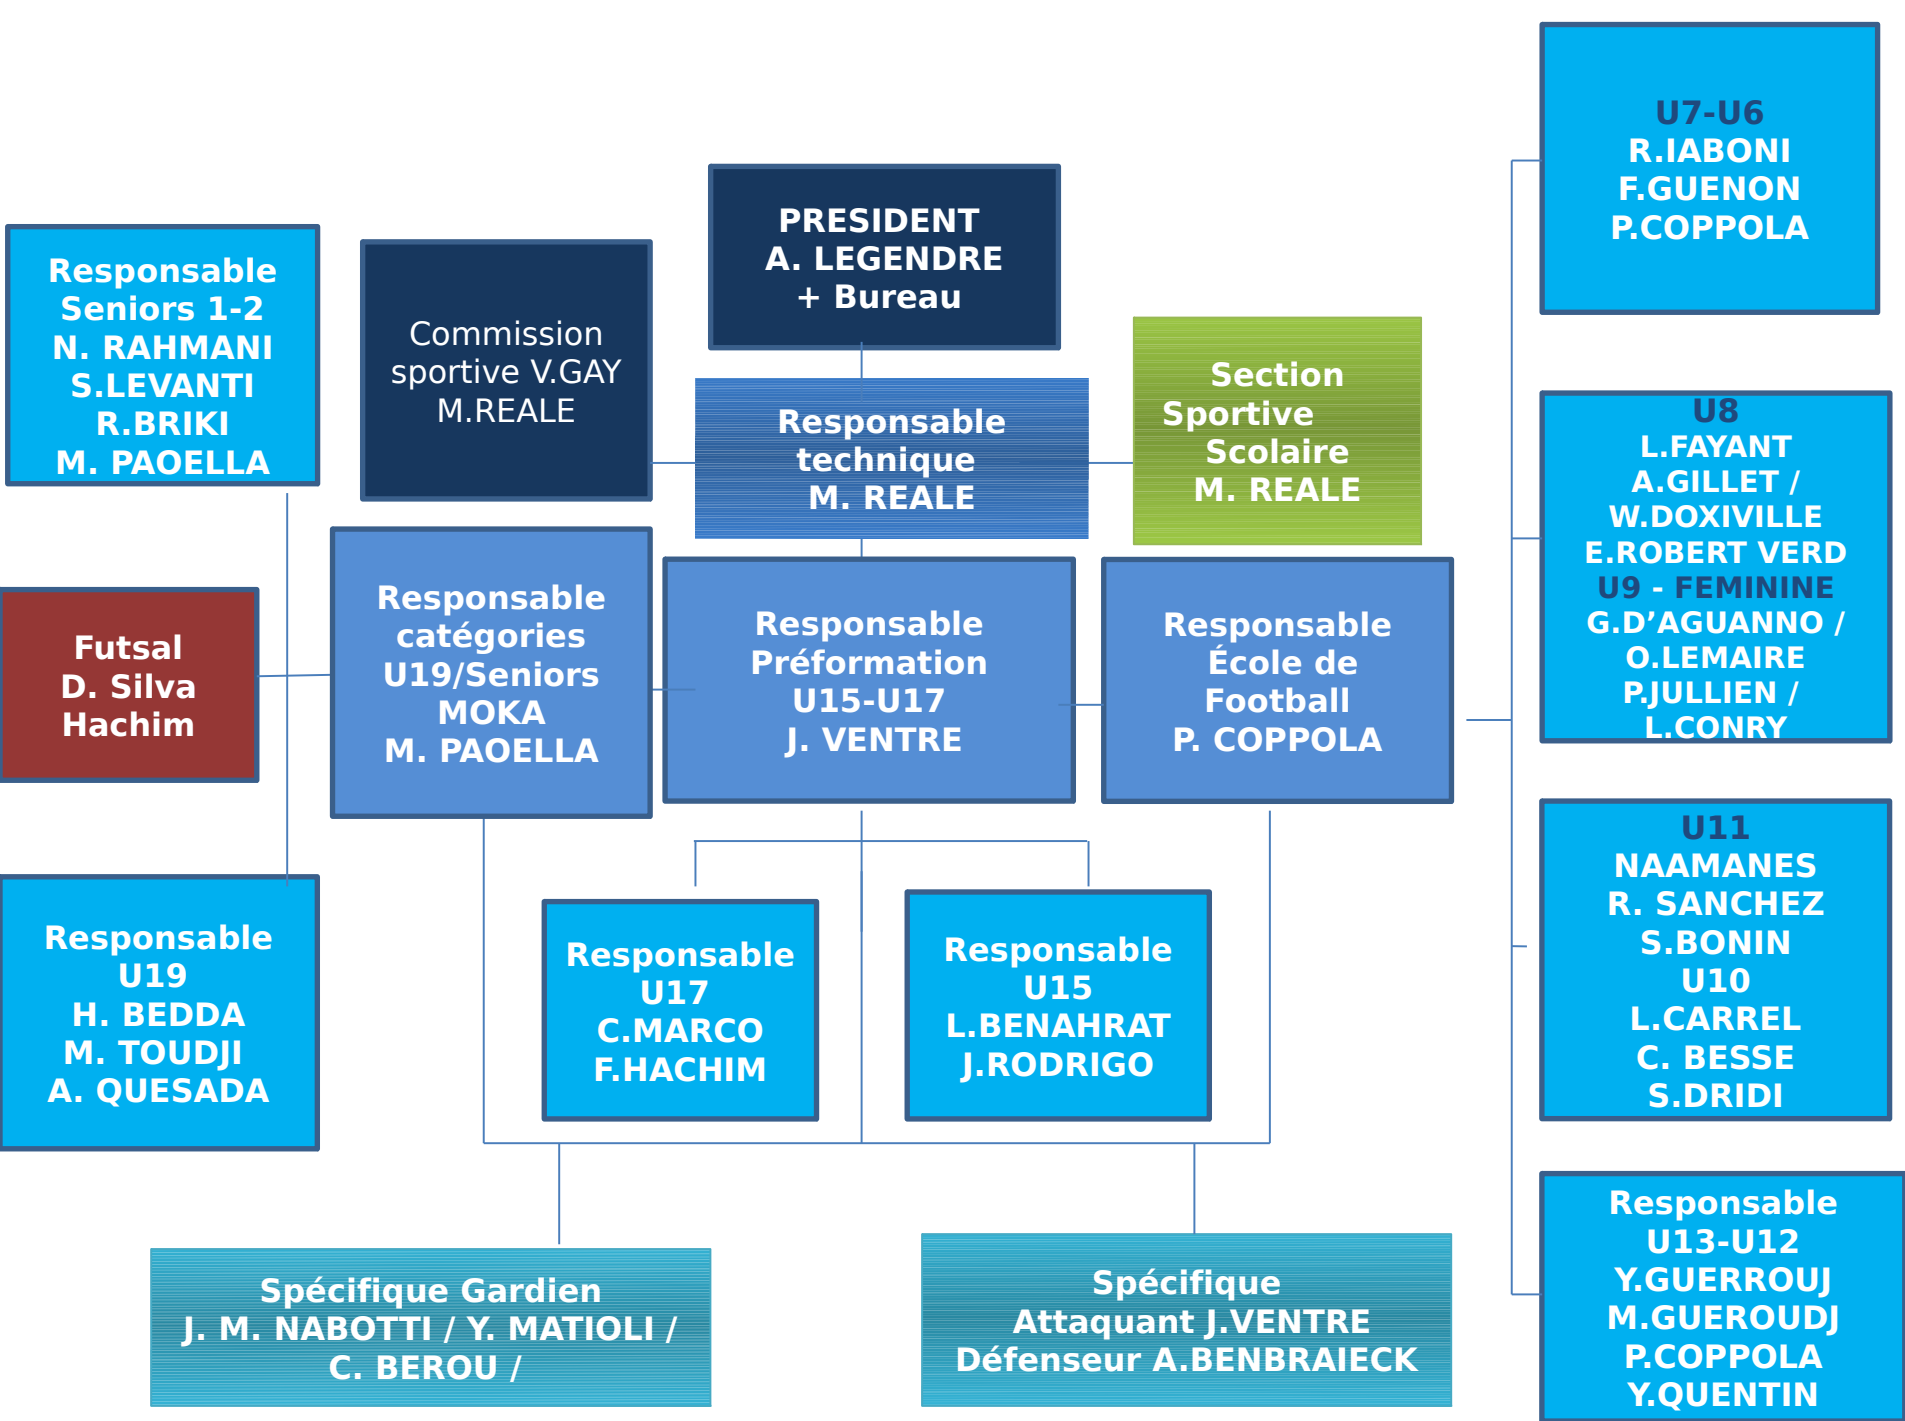 PRESIDENT
A. LEGENDRE
+ Bureau
Responsable
Seniors 1-2
N. RAHMANI
S.LEVANTI
R.BRIKI
M. PAOELLA
Commission
sportive V.GAY
M.REALE
Responsable
technique
M. REALE
Section
Sportive
Scolaire
M. REALE
Futsal
D. Silva
Hachim
Responsable
catégories
U19/Seniors
MOKA
M. PAOELLA
Responsable
Préformation
U15-U17
J. VENTRE
Responsable
École de
Football
P. COPPOLA
Responsable
U19
H. BEDDA
M. TOUDJI
A. QUESADA
Responsable
U17
C.MARCO
F.HACHIM
Responsable
U15
L.BENAHRAT
J.RODRIGO
Spécifique Gardien
J. M. NABOTTI / Y. MATIOLI /
C. BEROU /
Spécifique
Attaquant J.VENTRE
Défenseur A.BENBRAIECK
U7-U6
R.IABONI
F.GUENON
P.COPPOLA
U8
L.FAYANT
A.GILLET /
W.DOXIVILLE
E.ROBERT VERD
U9 - FEMININE
G.D’AGUANNO /
O.LEMAIRE
P.JULLIEN /
L.CONRY
U11
NAAMANES
R. SANCHEZ
S.BONIN
U10
L.CARREL
C. BESSE
S.DRIDI
Responsable
U13-U12
Y.GUERROUJ
M.GUEROUDJ
P.COPPOLA
Y.QUENTIN